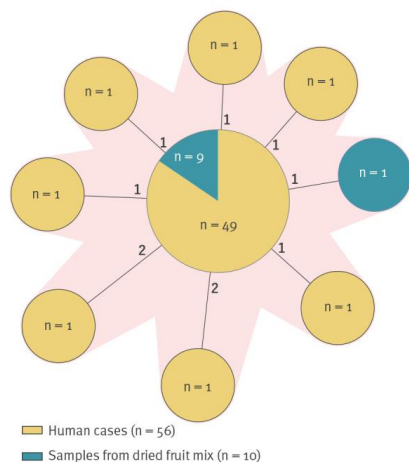 n = 1
n = 1
n = 1
1
1
1
n = 9
n = 1
1
1
n = 1
n = 49
2
1
2
n = 1
n = 1
n = 1
Human cases (n = 56)
Samples from dried fruit mix (n = 10)